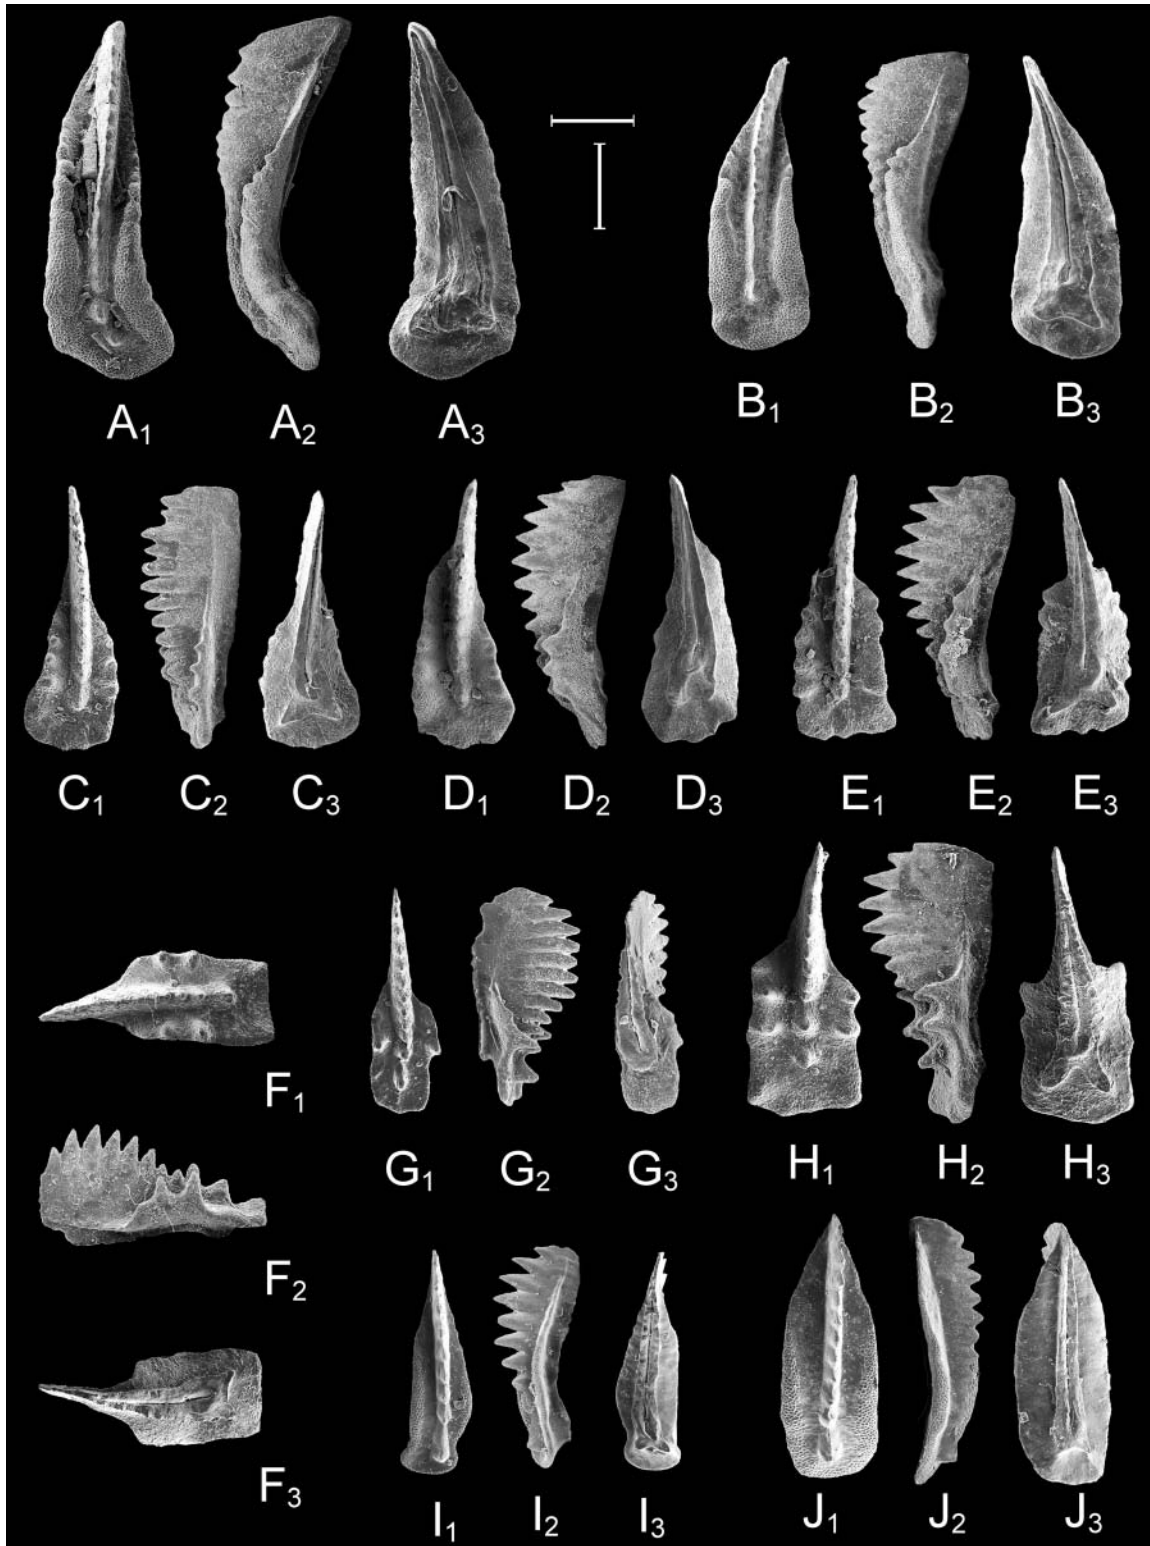 A₁ A₂ A₃ B₁ B₂ B₃
C₁ C₂ C₃ D₁ D₂ D₃ E₁ E₂ E₃
F₁
G₁ G₂ G₃ H₁ H₂ H₃
F₂
F₃
I₁ I₂ I₃ J₁ J₂ J₃